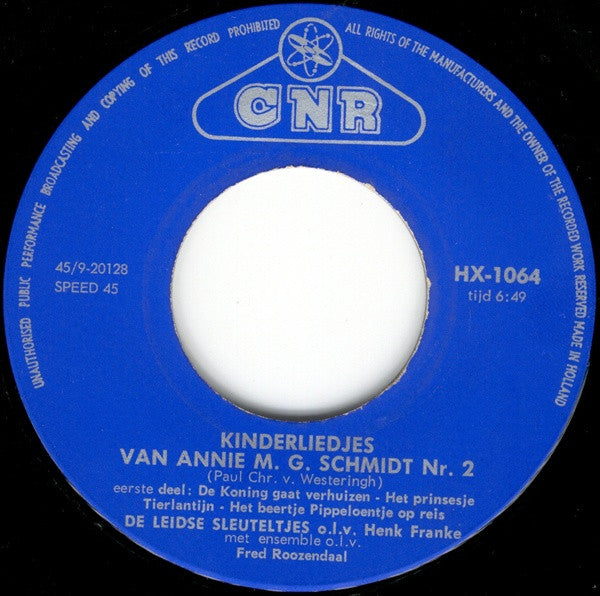 UNAUTHORISED PUBLIC PERFORMANCE BROADCASTING AND COPYING OF THIS RECORD PROHIBITED
ALL RIGHTS OF THE MANUFACTURERS AND THE OWNER OF THE RECORDED WORK RESERVED MADE IN HOLLAND
CNR
45/9-20128
SPEED 45
HX-1064
tijd 6:49
KINDERLIEDJES
VAN ANNIE M. G. SCHMIDT Nr. 2
(Paul Chr. v. Westeringh)
eerste deel: De Koning gaat verhuizen - Het prinsesje
Tierlantijn - Het beertje Pippeloentje op reis
DE LEIDSE SLEUTELTJES o.l.v. Henk Franke
met ensemble o.l.v.
Fred Roozendaal